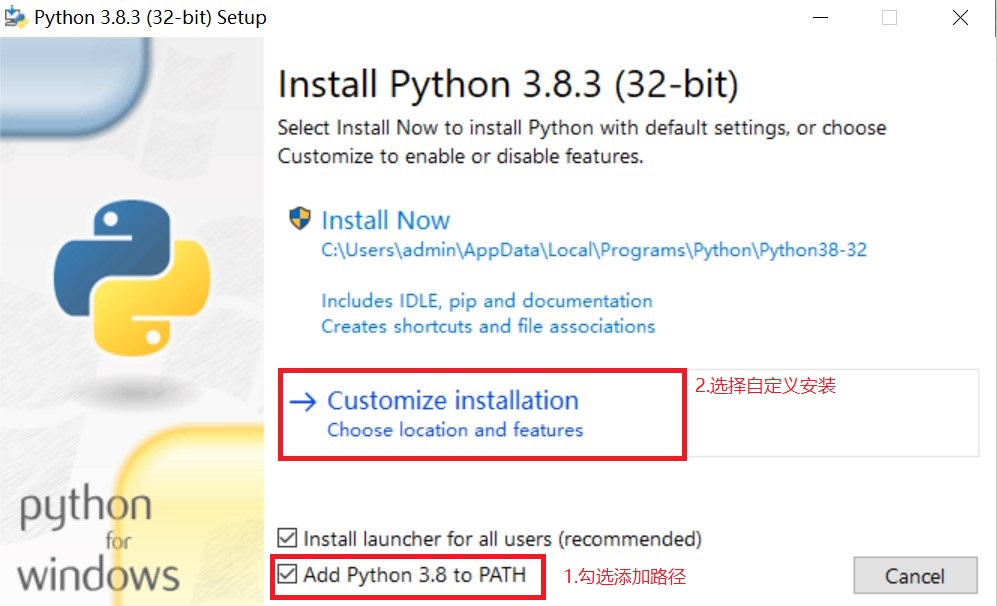 Python 3.8.3 (32-bit) Setup
Install Python 3.8.3 (32-bit)
Select Install Now to install Python with default settings, or choose
Customize to enable or disable features.
Install Now
C:\Users\admin\AppData\Local\Programs\Python\Python38-32
Includes IDLE, pip and documentation
Creates shortcuts and file associations
Customize installation
Choose location and features
2.选择自定义安装
python
for
windows
Install launcher for all users (recommended)
Add Python 3.8 to PATH
1.勾选添加路径
Cancel